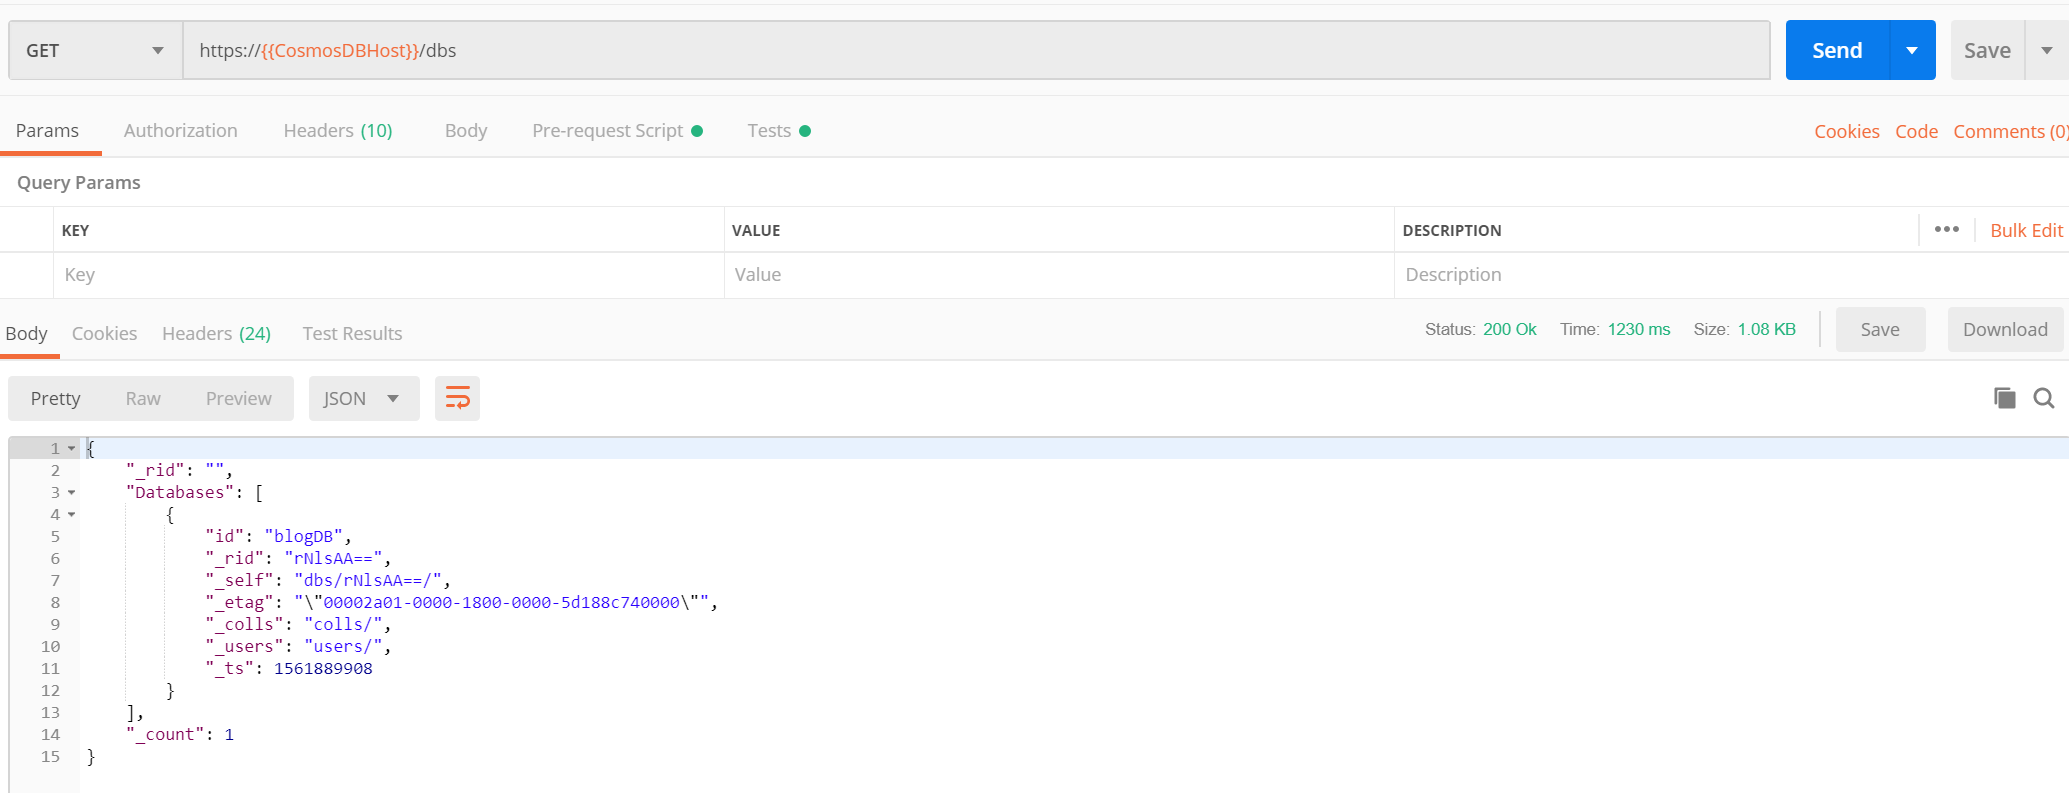 GET https://{{CosmosDBHost}}/dbs Send Save
Params Authorization Headers (10) Body Pre-request Script Tests Cookies Code Comments (0)
Query Params
KEY VALUE DESCRIPTION ••• Bulk Edit
Key Value Description
Body Cookies Headers (24) Test Results Status: 200 Ok Time: 1230 ms Size: 1.08 KB Save Download
Pretty Raw Preview JSON
1 {
2 "_rid": "",
3 "Databases": [
4 {
5 "id": "blogDB",
6 "_rid": "rNlsAA==",
7 "_self": "dbs/rNlsAA==/",
8 "_etag": "\"00002a01-0000-1800-0000-5d188c740000\"",
9 "_colls": "colls/",
10 "_users": "users/",
11 "_ts": 1561889908
12 }
13 ],
14 "_count": 1
15 }